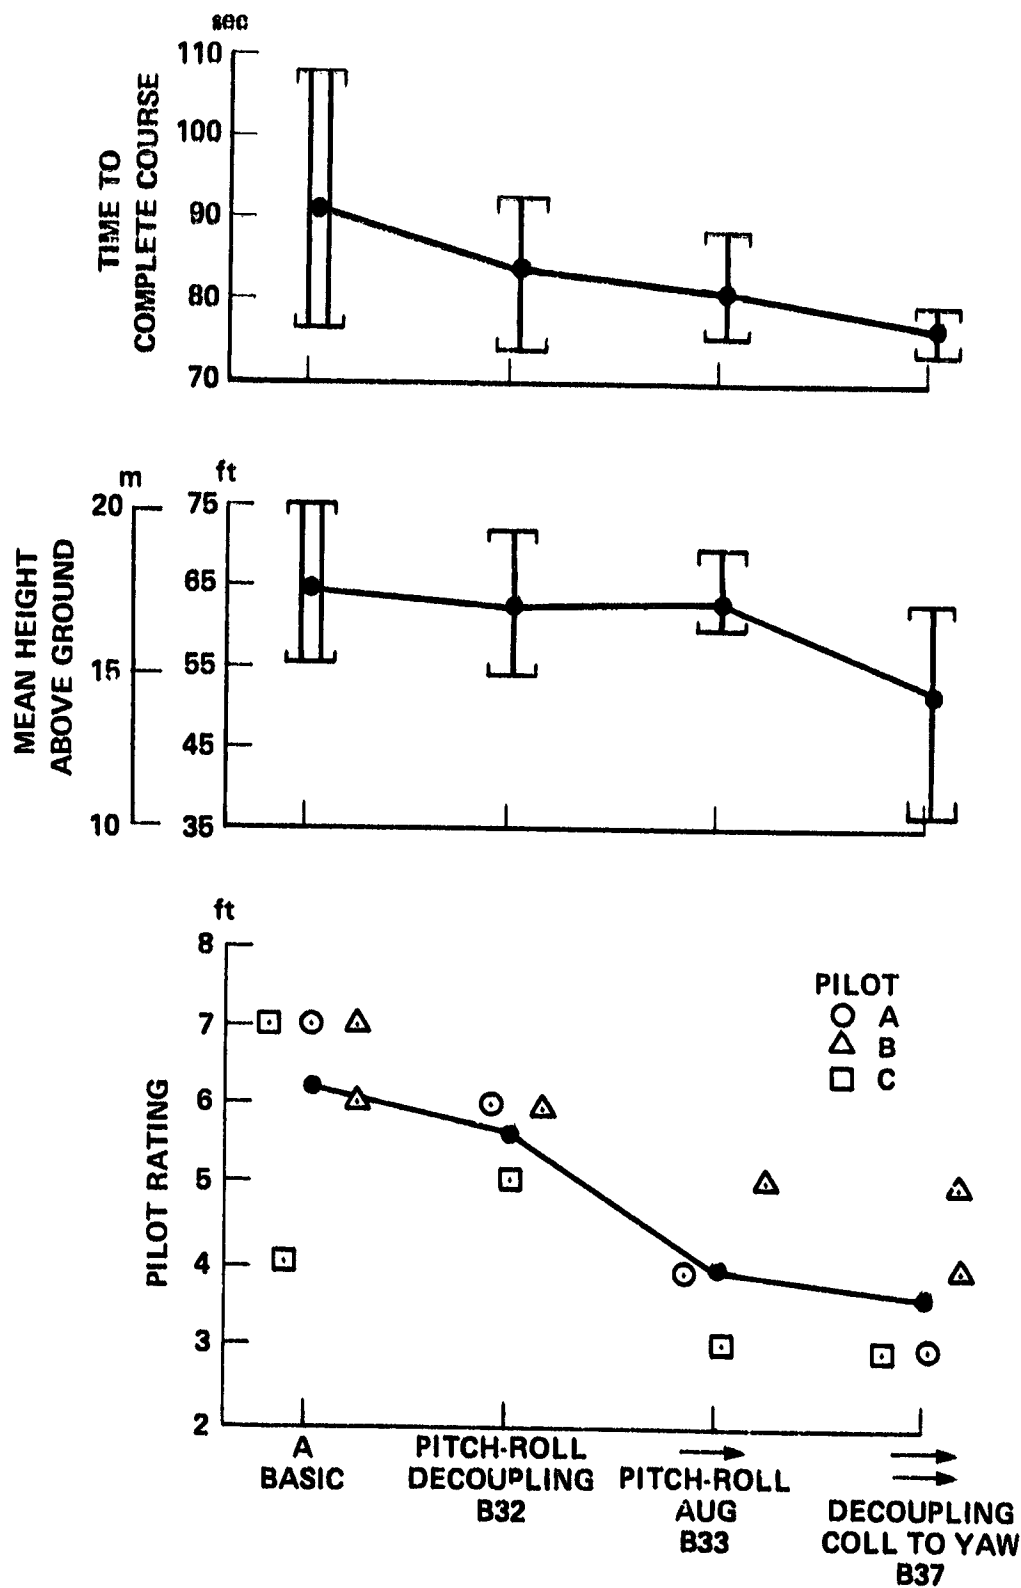 sec
110
100
90
80
70
TIME TO
COMPLETE COURSE
m
20
15
10
ft
75
65
55
45
35
MEAN HEIGHT
ABOVE GROUND
ft
8
7
6
5
4
3
2
PILOT RATING
PILOT
A
B
C
A
BASIC
PITCH-ROLL
DECOUPLING
B32
PITCH-ROLL
AUG
B33
DECOUPLING
COLL TO YAW
B37